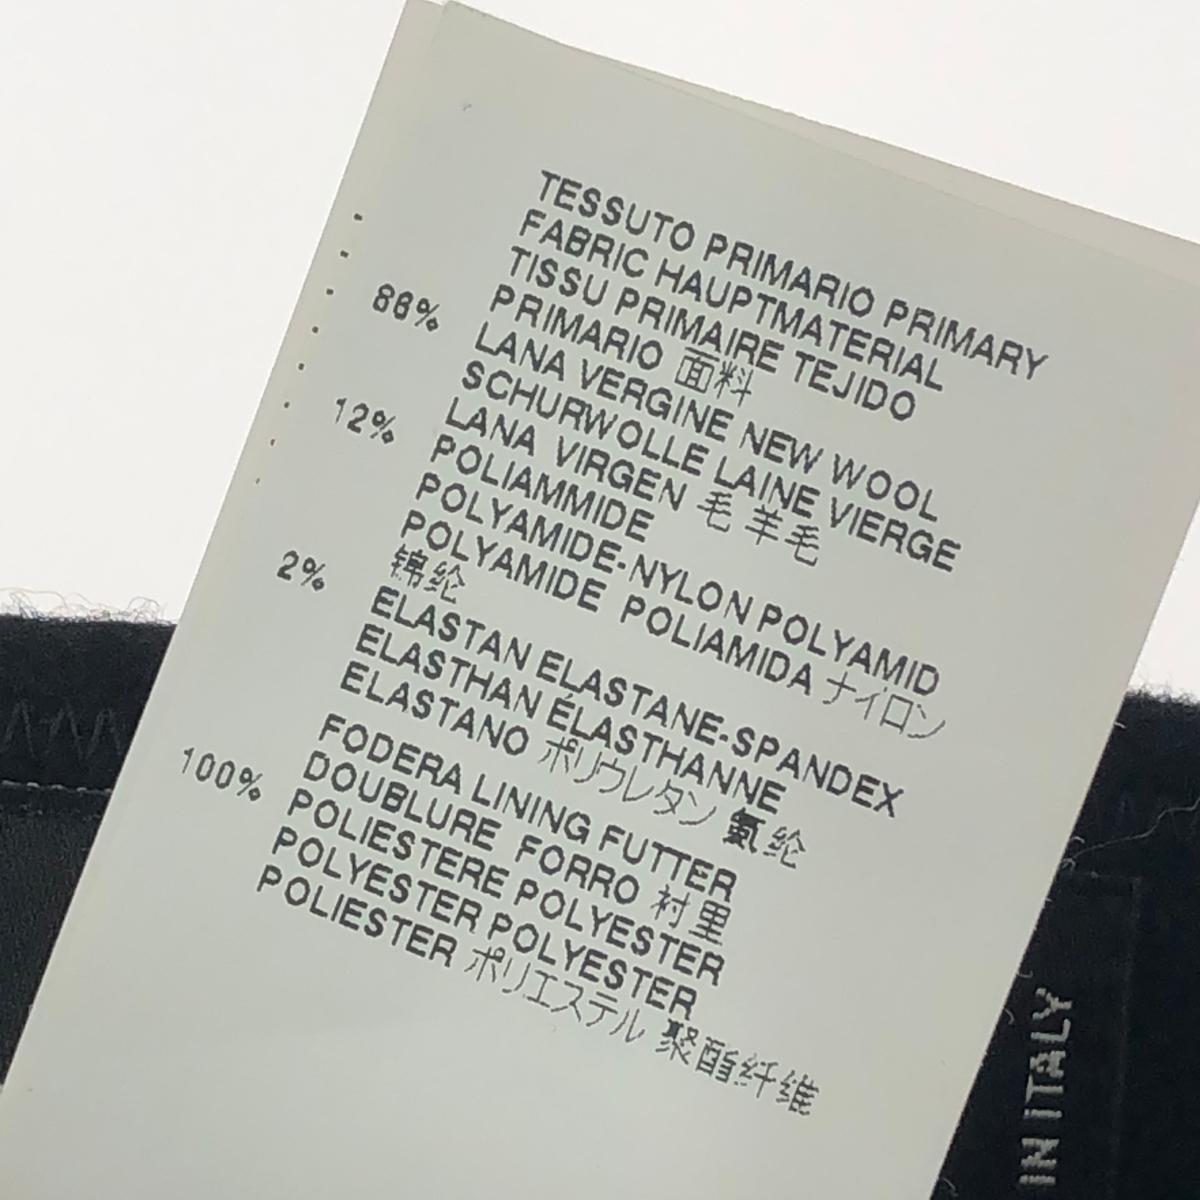 TESSUTO PRIMARIO PRIMARY
FABRIC HAUPTMATERIAL
TISSU PRIMAIRE TEJIDO
PRIMARIO 面料
86% LANA VERGINE NEW WOOL
SCHURWOLLE LAINE VIERGE
LANA VIRGEN 毛 羊毛
12% POLIAMMIDE
POLYAMIDE-NYLON POLYAMID
POLYAMIDE POLIAMIDA ナイロン
锦纶
2% ELASTAN ELASTANE-SPANDEX
ELASTHAN ÉLASTHANNE
ELASTANO ポリウレタン 氨纶
FODERA LINING FUTTER
DOUBLURE FORRO 衬里
100% POLIESTERE POLYESTER
POLYESTER POLYESTER
POLIESTER ポリエステル 聚酯纤维
IN ITALY